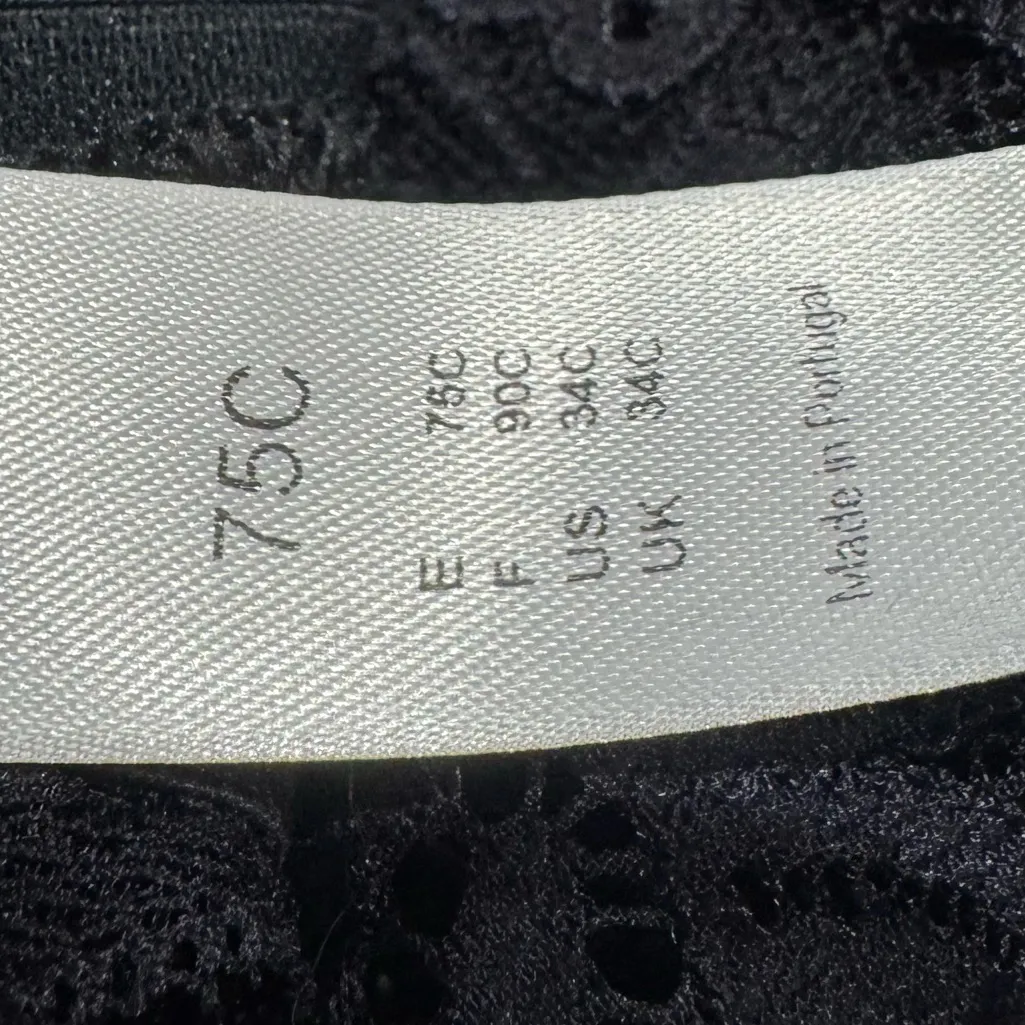 75C
E 75C
F 90C
US 34C
UK 34C
Made in Portugal